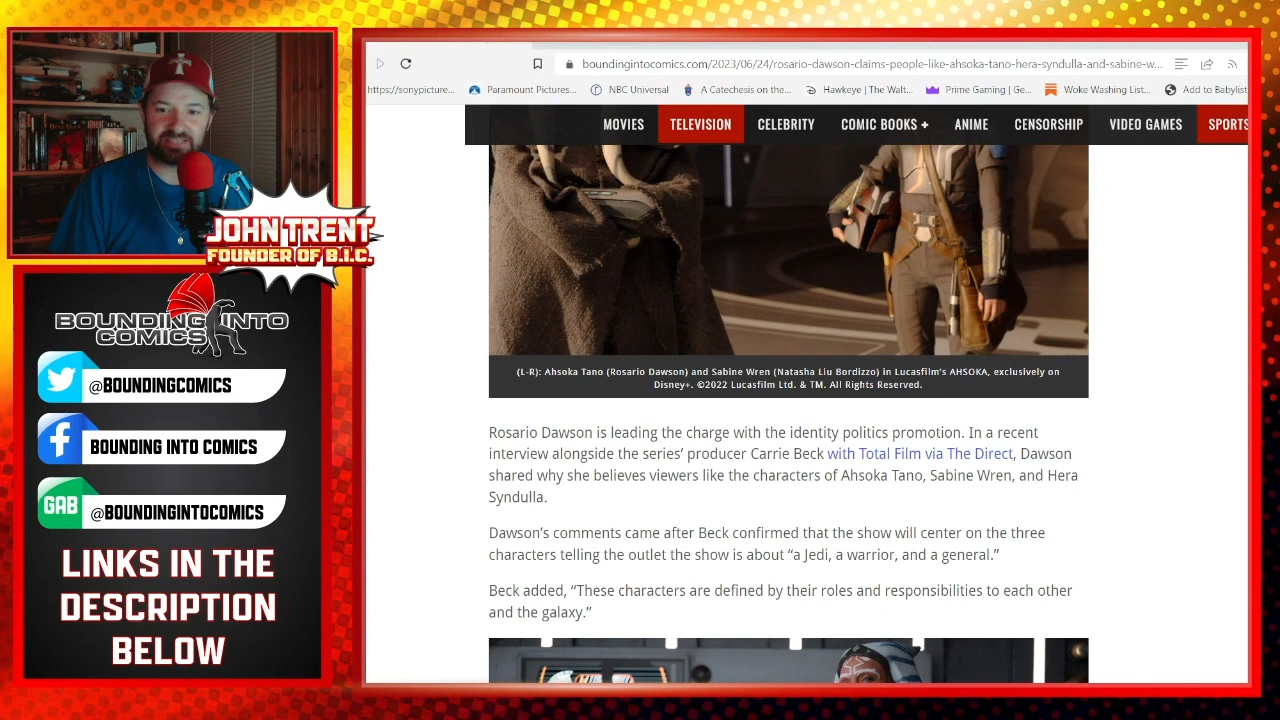 boundingintocomics.com/2023/06/24/rosario-dawson-claims-people-like-ahsoka-tano-hera-syndulla-and-sabine-w...
https://sonypicture...
Paramount Pictures...
NBC Universal
A Catechesis on the...
Hawkeye | The Walt...
Prime Gaming | Ge...
Woke Washing List...
Add to Babylist
MOVIES
TELEVISION
CELEBRITY
COMIC BOOKS +
ANIME
CENSORSHIP
VIDEO GAMES
SPORTS
(L-R): Ahsoka Tano (Rosario Dawson) and Sabine Wren (Natasha Liu Bordizzo) in Lucasfilm's AHSOKA, exclusively on
Disney+. ©2022 Lucasfilm Ltd. & TM. All Rights Reserved.
Rosario Dawson is leading the charge with the identity politics promotion. In a recent
interview alongside the series' producer Carrie Beck with Total Film via The Direct, Dawson
shared why she believes viewers like the characters of Ahsoka Tano, Sabine Wren, and Hera
Syndulla.
Dawson's comments came after Beck confirmed that the show will center on the three
characters telling the outlet the show is about “a Jedi, a warrior, and a general.”
Beck added, “These characters are defined by their roles and responsibilities to each other
and the galaxy.”
JOHN TRENT
FOUNDER OF B.I.C.
BOUNDING INTO
COMICS
@BOUNDINGCOMICS
BOUNDING INTO COMICS
GAB
@BOUNDINGINTOCOMICS
LINKS IN THE
DESCRIPTION
BELOW